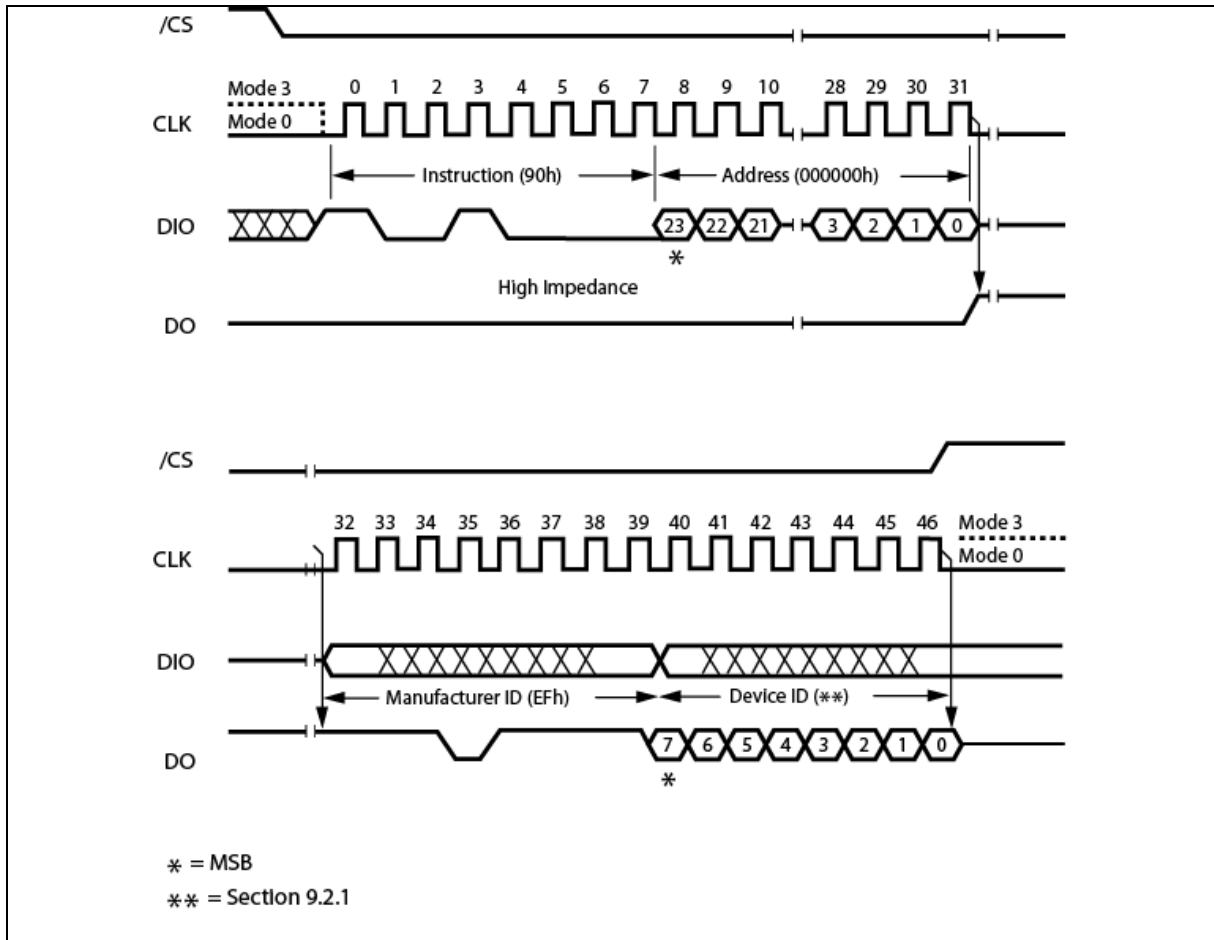 /CS
Mode 3
0 1 2 3 4 5 6 7 8 9 10 28 29 30 31
CLK
Mode 0
Instruction (90h)
Address (000000h)
DIO
23 22 21 3 2 1 0
*
High Impedance
DO
/CS
32 33 34 35 36 37 38 39 40 41 42 43 44 45 46
Mode 3
CLK
Mode 0
DIO
Manufacturer ID (EFh)
Device ID (**)
DO
7 6 5 4 3 2 1 0
*
* = MSB
** = Section 9.2.1